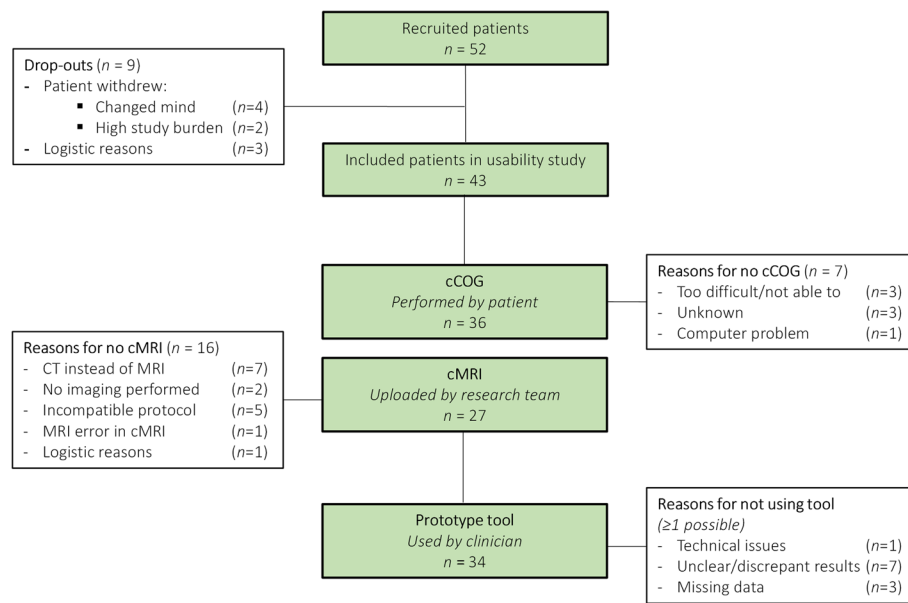 Recruited patients
n = 52
Drop-outs (n = 9)
- Patient withdrew:
▪ Changed mind (n=4)
▪ High study burden (n=2)
- Logistic reasons (n=3)
Included patients in usability study
n = 43
cCOG
Performed by patient
n = 36
Reasons for no cCOG (n = 7)
- Too difficult/not able to (n=3)
- Unknown (n=3)
- Computer problem (n=1)
Reasons for no cMRI (n = 16)
- CT instead of MRI (n=7)
- No imaging performed (n=2)
- Incompatible protocol (n=5)
- MRI error in cMRI (n=1)
- Logistic reasons (n=1)
cMRI
Uploaded by research team
n = 27
Prototype tool
Used by clinician
n = 34
Reasons for not using tool
(≥1 possible)
- Technical issues (n=1)
- Unclear/discrepant results (n=7)
- Missing data (n=3)